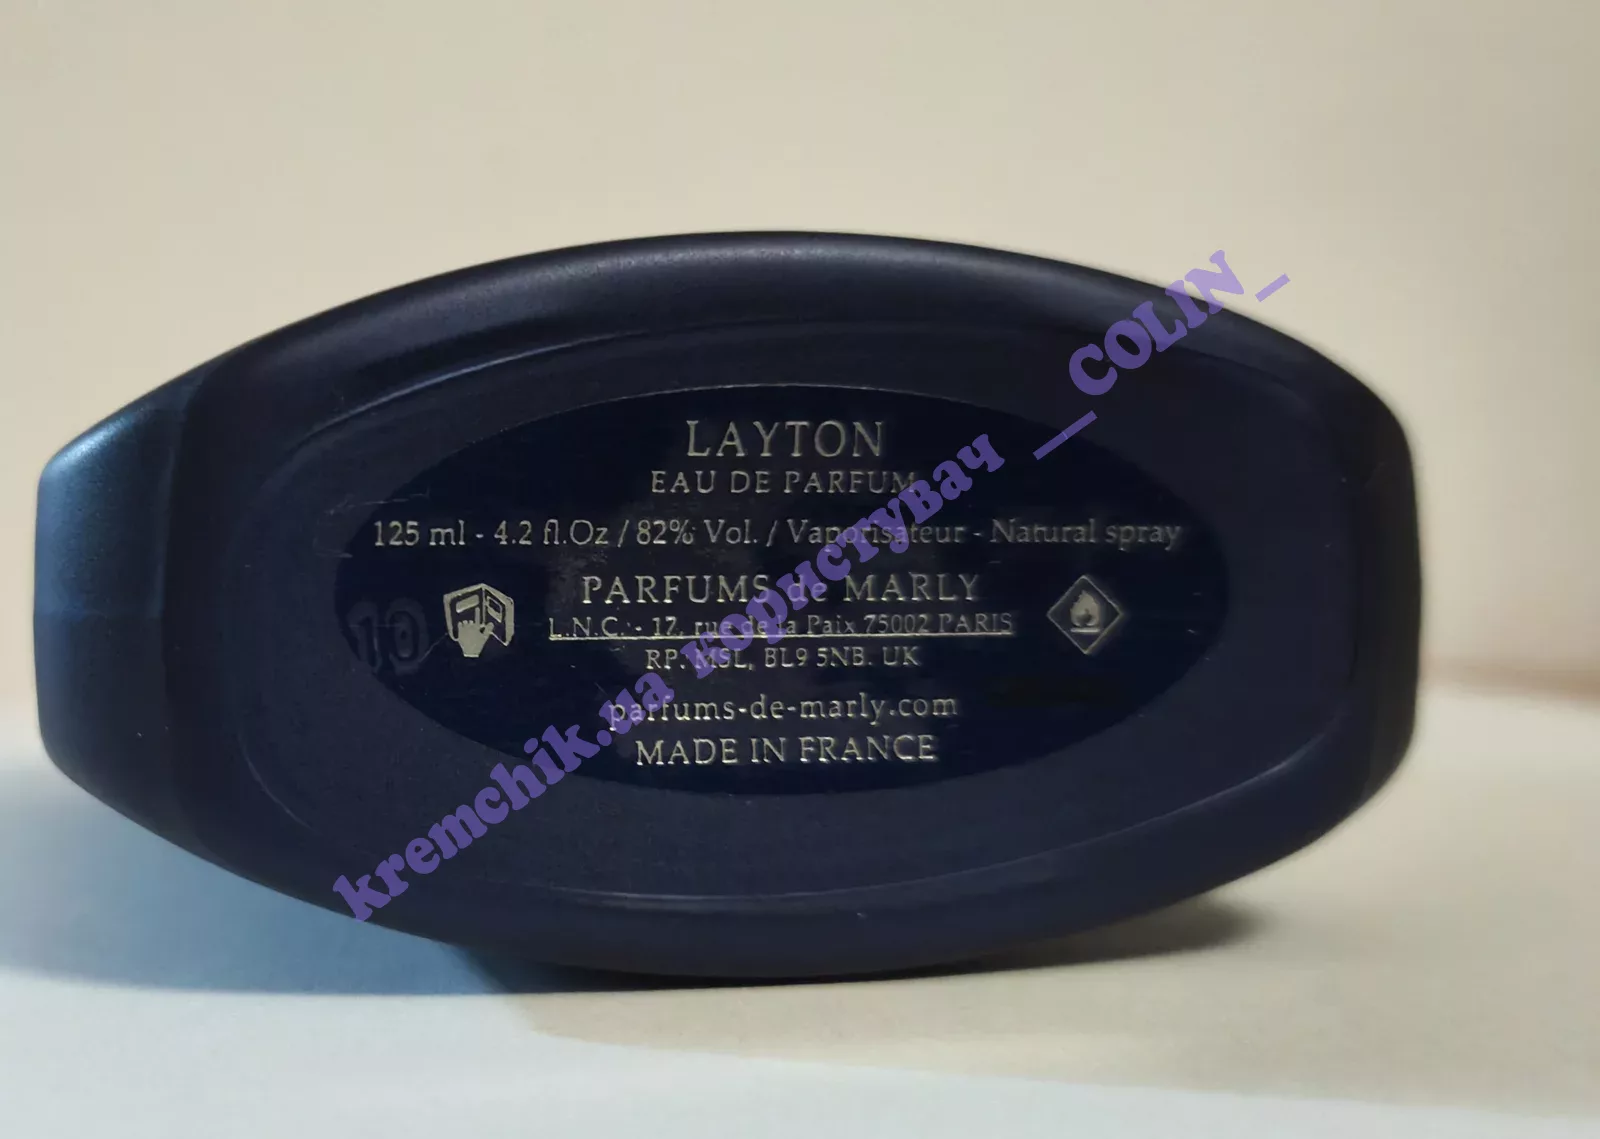 LAYTON
EAU DE PARFUM
125 ml - 4.2 fl.Oz / 82% Vol. / Vaporisateur - Natural spray
PARFUMS de MARLY
L.N.C. - 17, rue de la Paix 75002 PARIS
RP. MSL, BL9 5NB. UK
parfums-de-marly.com
MADE IN FRANCE
10
kremchik.ua користувач __COLIN_